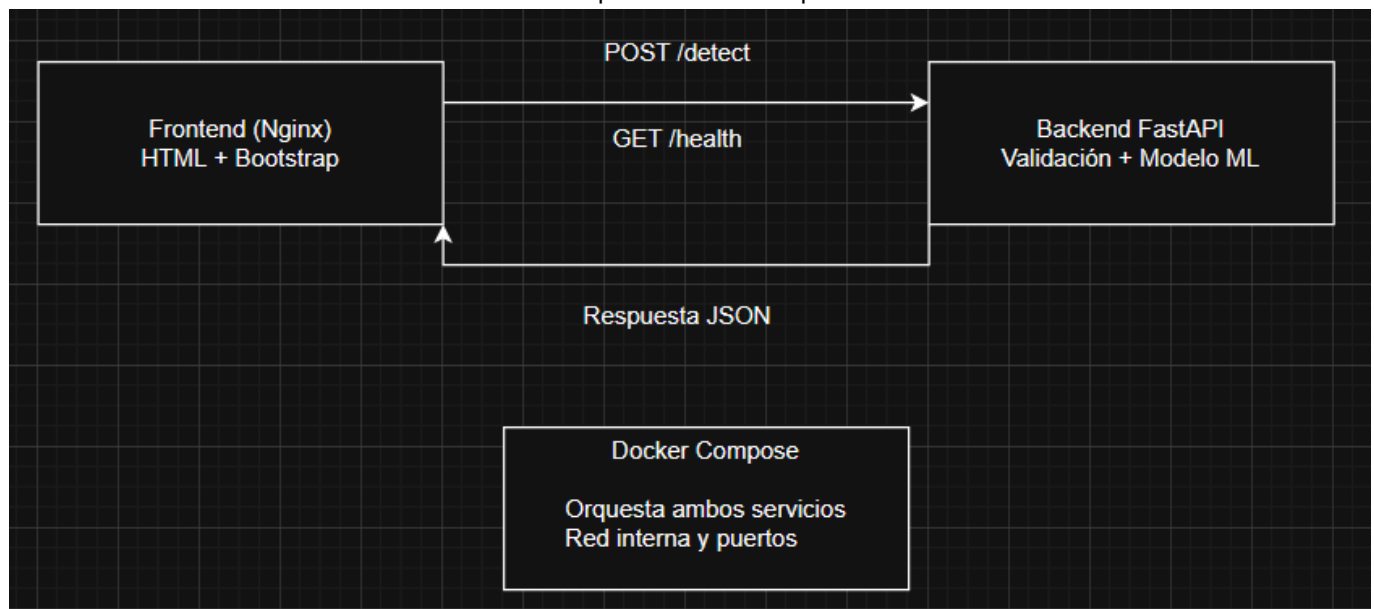 POST /detect
Frontend (Nginx)
HTML + Bootstrap
GET /health
Backend FastAPI
Validación + Modelo ML
Respuesta JSON
Docker Compose
Orquesta ambos servicios
Red interna y puertos